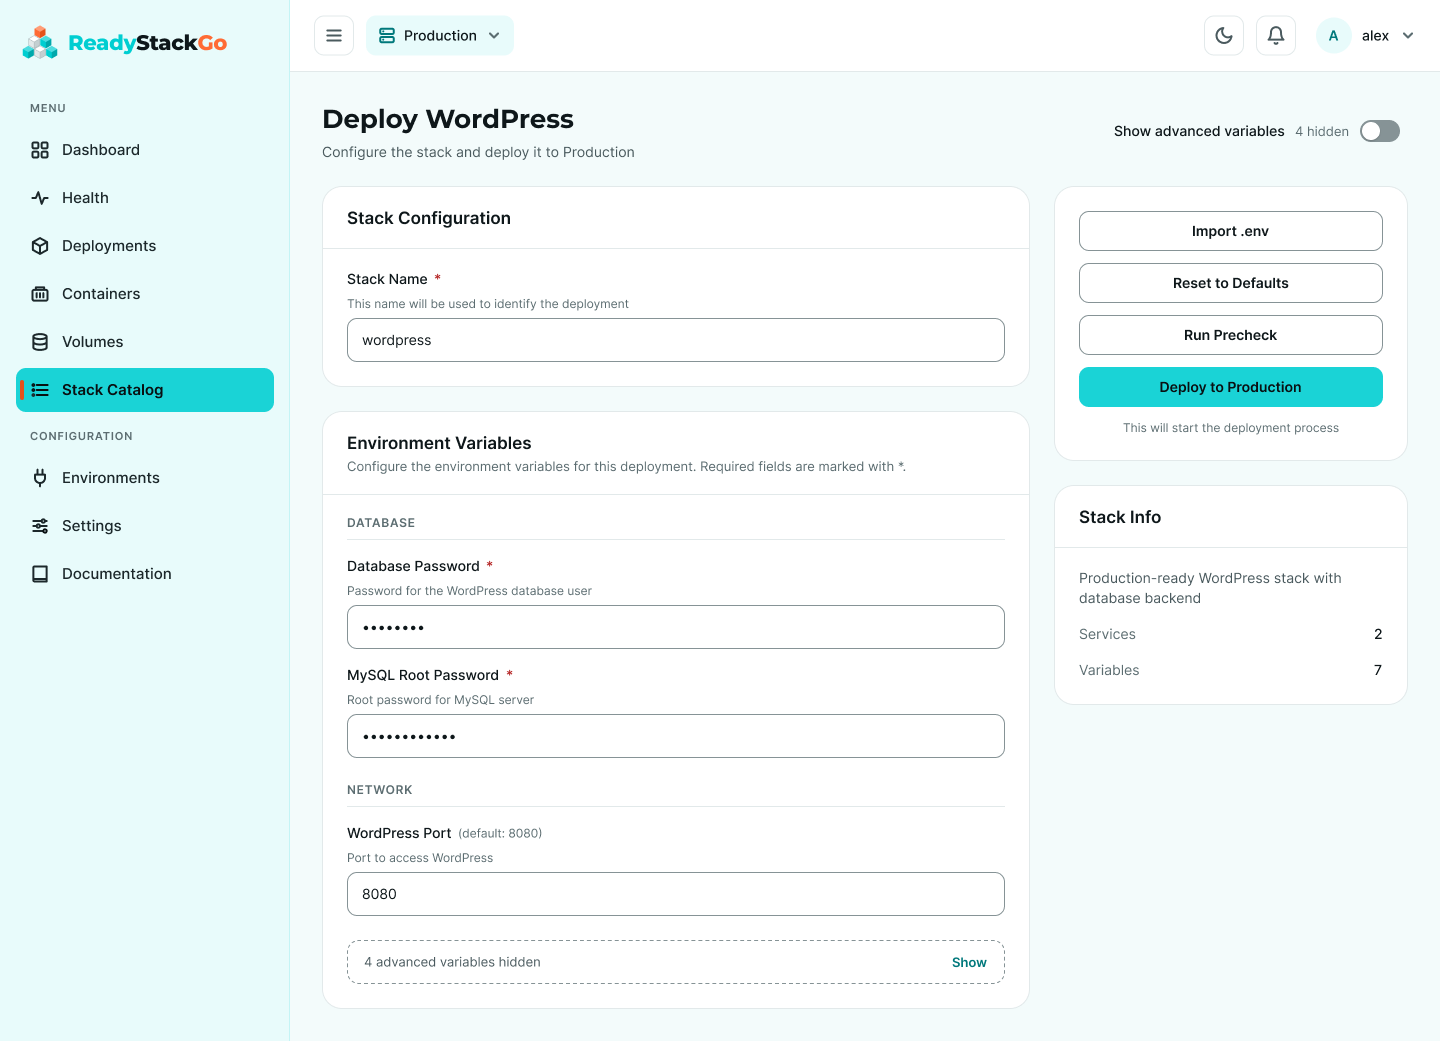 ReadyStackGo
MENU
Dashboard
Health
Deployments
Containers
Volumes
Stack Catalog
CONFIGURATION
Environments
Settings
Documentation
Production
A
alex
Deploy WordPress
Configure the stack and deploy it to Production
Show advanced variables 4 hidden
Stack Configuration
Stack Name *
This name will be used to identify the deployment
wordpress
Environment Variables
Configure the environment variables for this deployment. Required fields are marked with *.
DATABASE
Database Password *
Password for the WordPress database user
••••••••
MySQL Root Password *
Root password for MySQL server
••••••••••••
NETWORK
WordPress Port (default: 8080)
Port to access WordPress
8080
4 advanced variables hidden
Show
Import .env
Reset to Defaults
Run Precheck
Deploy to Production
This will start the deployment process
Stack Info
Production-ready WordPress stack with
database backend
Services 2
Variables 7